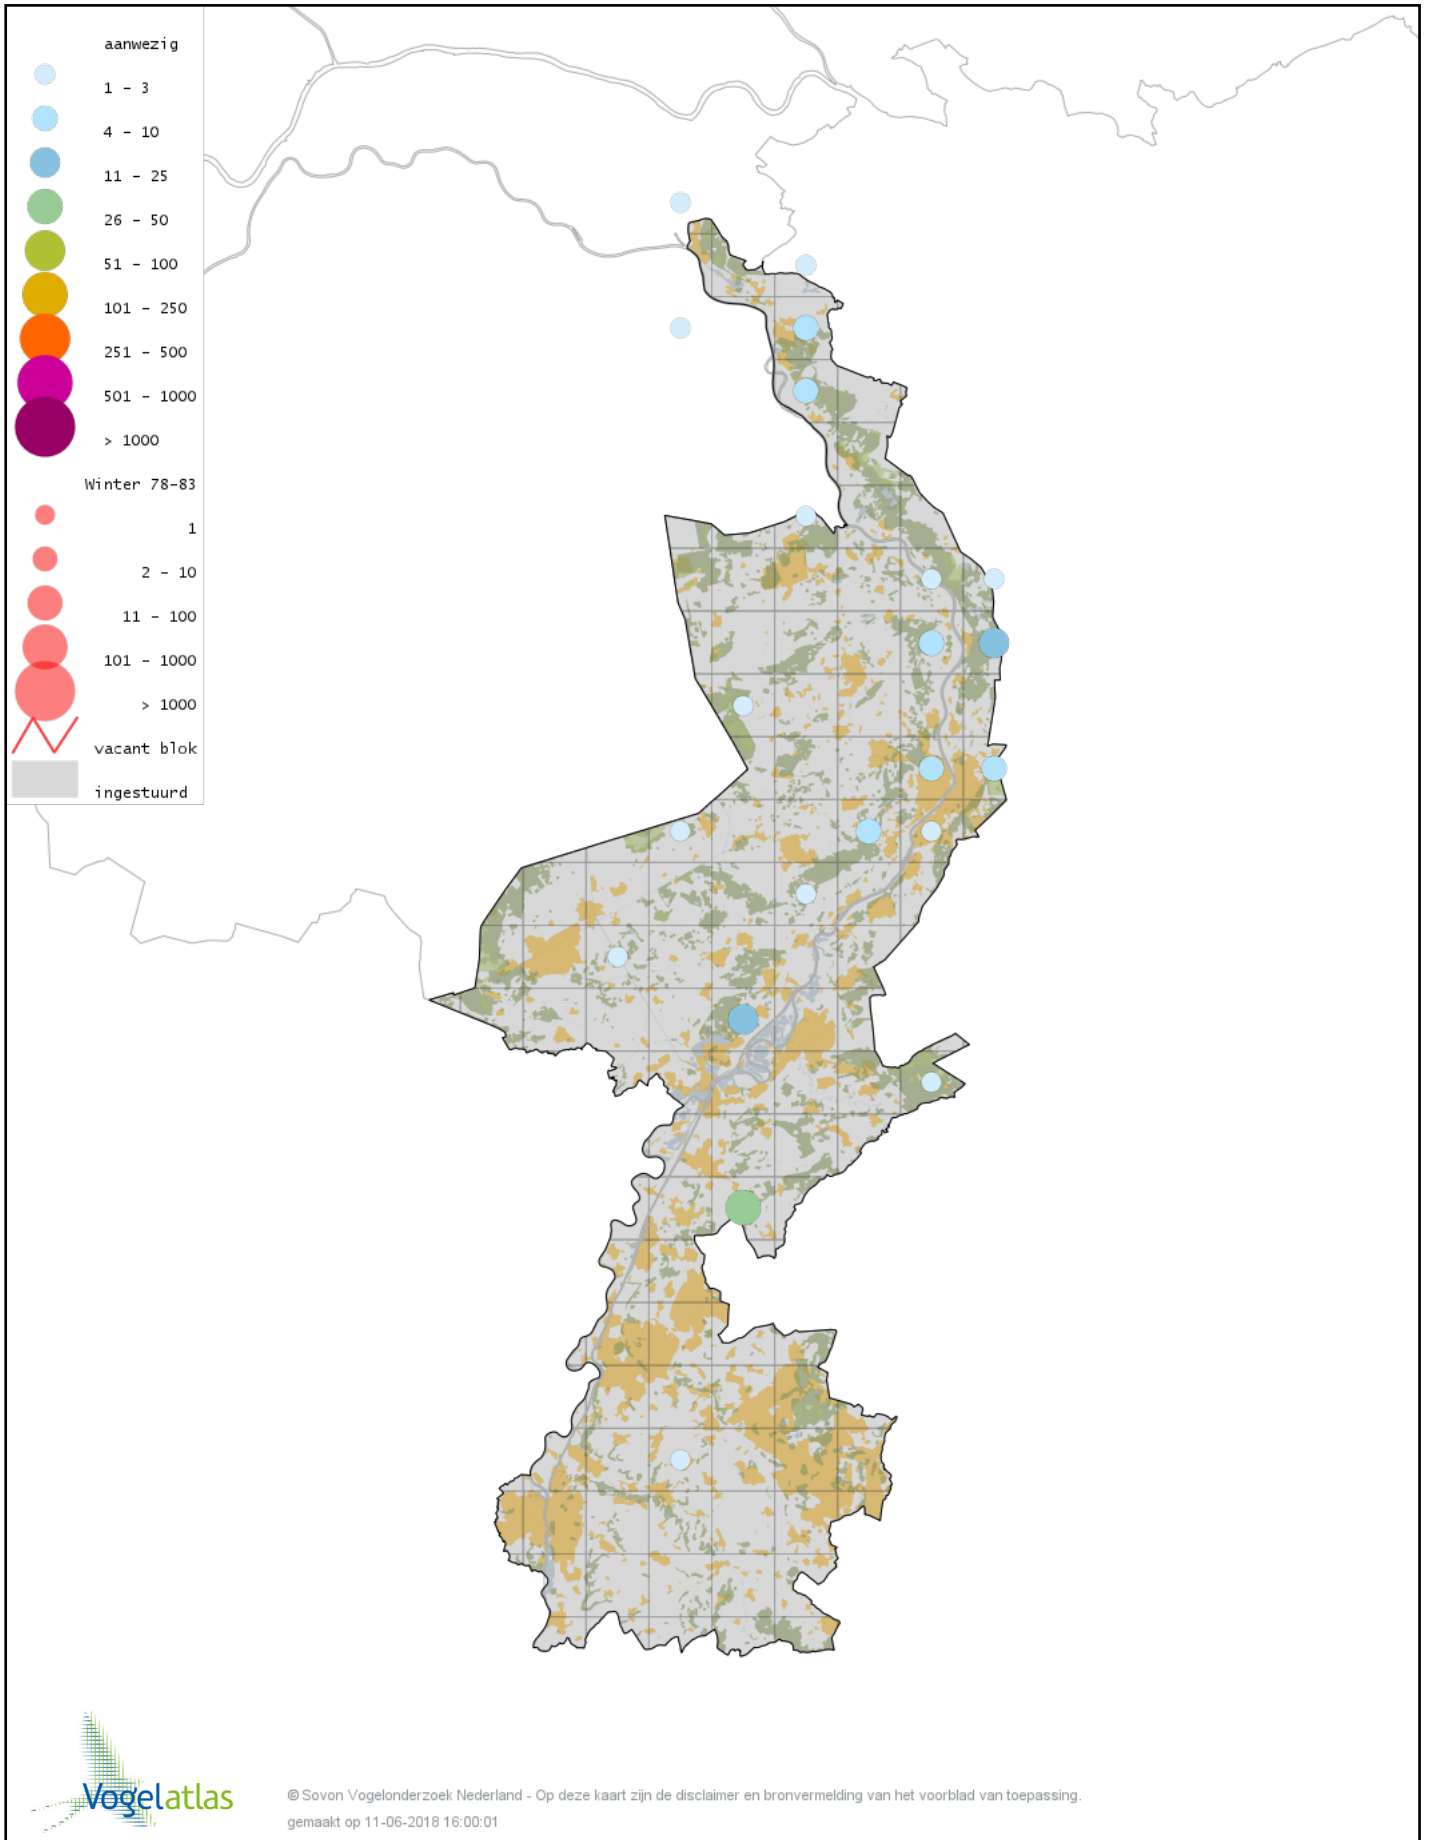 aanwezig
1 – 3
4 – 10
11 – 25
26 – 50
51 – 100
101 – 250
251 – 500
501 – 1000
> 1000
Winter 78–83
1
2 – 10
11 – 100
101 – 1000
> 1000
vacant blok
ingestuurd
Vogelatlas
© Sovon Vogelonderzoek Nederland - Op deze kaart zijn de disclaimer en bronvermelding van het voorblad van toepassing.
gemaakt op 11-06-2018 16:00:01